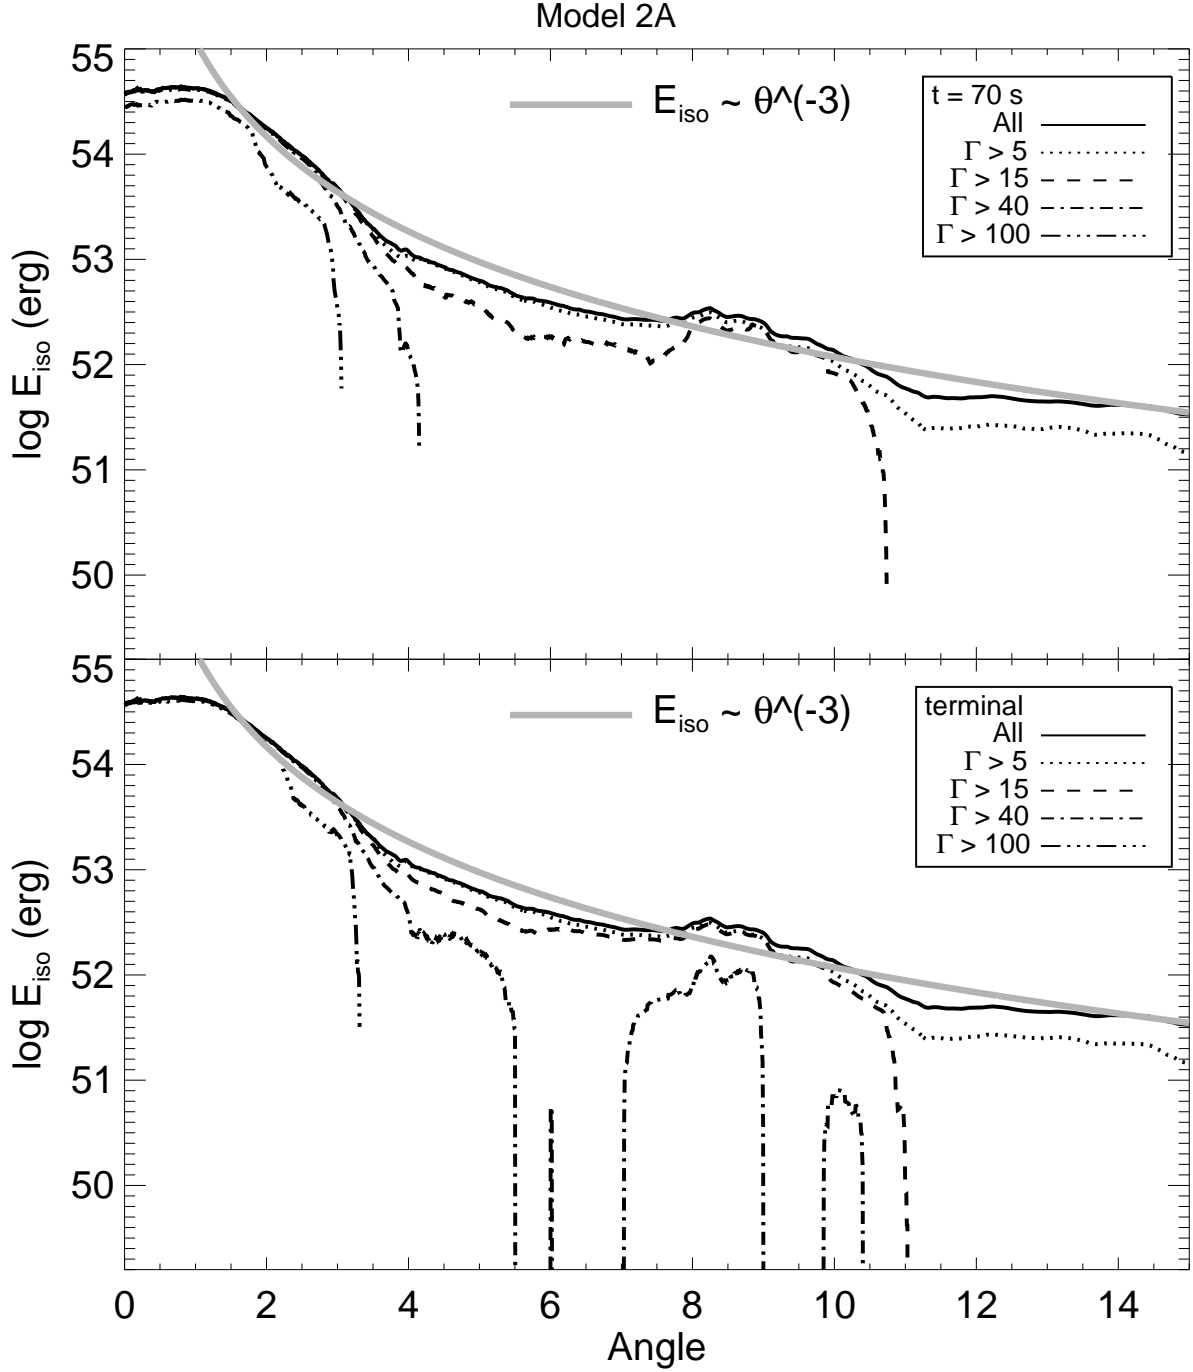 Model 2A
55
54
53
52
51
50
log E_iso (erg)
E_iso ~ θ^(-3)
t = 70 s
All
Γ > 5
Γ > 15
Γ > 40
Γ > 100
55
54
53
52
51
50
log E_iso (erg)
E_iso ~ θ^(-3)
terminal
All
Γ > 5
Γ > 15
Γ > 40
Γ > 100
0 2 4 6 8 10 12 14
Angle